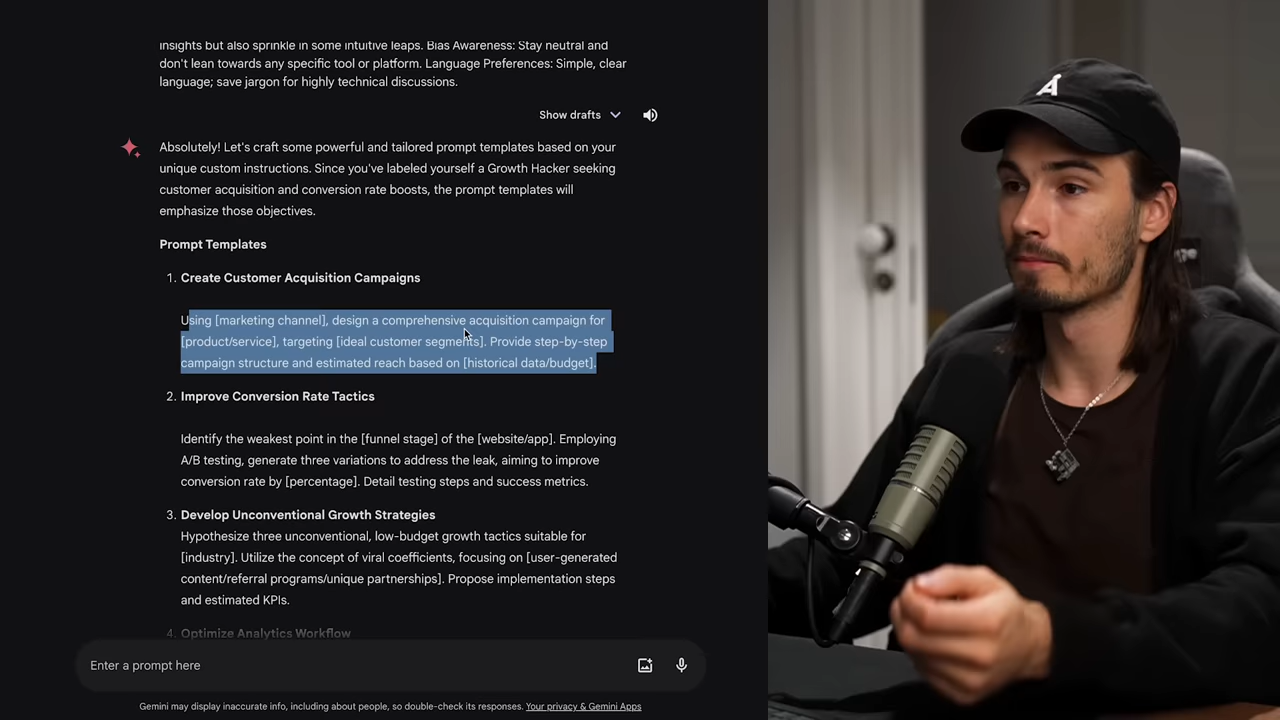 insights but also sprinkle in some intuitive leaps. Bias Awareness: Stay neutral and
don't lean towards any specific tool or platform. Language Preferences: Simple, clear
language; save jargon for highly technical discussions.
Show drafts
Absolutely! Let's craft some powerful and tailored prompt templates based on your
unique custom instructions. Since you've labeled yourself a Growth Hacker seeking
customer acquisition and conversion rate boosts, the prompt templates will
emphasize those objectives.
Prompt Templates
1. Create Customer Acquisition Campaigns
Using [marketing channel], design a comprehensive acquisition campaign for
[product/service], targeting [ideal customer segments]. Provide step-by-step
campaign structure and estimated reach based on [historical data/budget].
2. Improve Conversion Rate Tactics
Identify the weakest point in the [funnel stage] of the [website/app]. Employing
A/B testing, generate three variations to address the leak, aiming to improve
conversion rate by [percentage]. Detail testing steps and success metrics.
3. Develop Unconventional Growth Strategies
Hypothesize three unconventional, low-budget growth tactics suitable for
[industry]. Utilize the concept of viral coefficients, focusing on [user-generated
content/referral programs/unique partnerships]. Propose implementation steps
and estimated KPIs.
4. Optimize Analytics Workflow
Enter a prompt here
Gemini may display inaccurate info, including about people, so double-check its responses. Your privacy & Gemini Apps